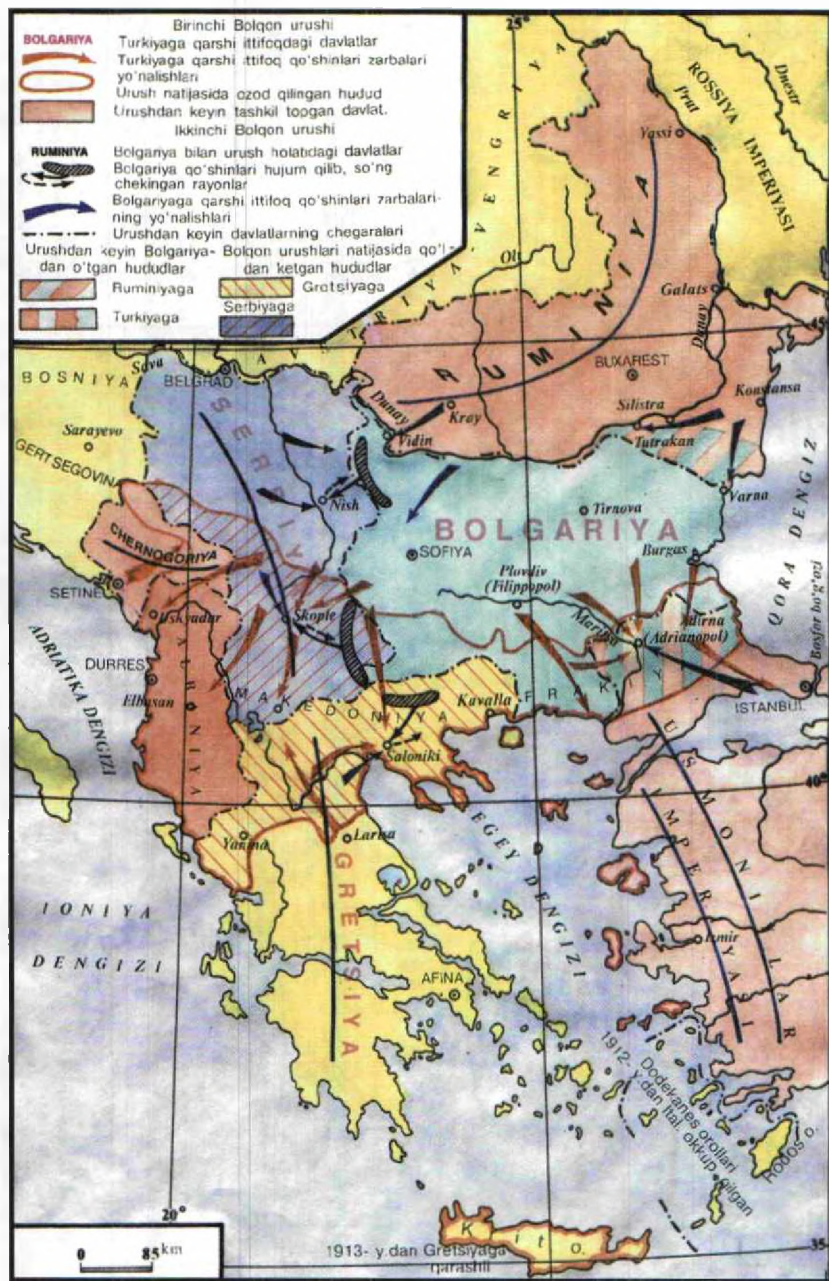 Birinchi Bolqon urushi
BOLGARIYA Turkiyaga qarshi ittifoqdagi davlatlar
Turkiyaga qarshi ittifoq qo'shinlari zarbalari
yo'nalishlari
Urush natijasida ozod qilingan hudud
Urushdan keyin tashkil topgan davlat.
Ikkinchi Bolqon urushi
RUMINIYA Bolgariya bilan urush holatidagi davlatlar
Bolgariya qo'shinlari hujum qilib, so'ng
chekingan rayonlar
Bolgariyaga qarshi ittifoq qo'shinlari zarbalari-
ning yo'nalishlari
Urushdan keyin davlatlarning chegaralari
Urushdan keyin Bolgariya-
dan o'tgan hududlar
Bolqon urushlari natijasida qo'l-
dan ketgan hududlar
Ruminiyaga
Gretsiyaga
Turkiyaga
Serbiyaga
25°
AVSTRIYA-VENGRIYA
ROSSIYA
IMPERIYASI
Dnestr
Prut
Yassi
Olt
RUMINIYA
Galats
Dunay
45
BUXAREST
Konstansa
Silistra
Tutrakan
Kray
Dunay
Vidin
Varna
BOSNIYA
Sava
BELGRAD
Sarayevo
GERTSEGOVINA
SERBIYA
Nish
BOLGARIYA
Tirnova
SOFIYA
Burgas
Plovdiv
(Filippopol)
CHERNOGORIYA
SETINE
Skople
Maritsa
Adirna
(Adrianopol)
QORA DENGIZ
Bosfor bo'g'ozi
ISTANBUL
ADRIATIKA DENGIZI
DURRES
Elbasan
MAKEDONIYA
Kavalla
FRAKIYA
Saloniki
40°
Yanina
Larisa
GRETSIYA
EGEY DENGIZI
USMONIYLAR
IMPERIYASI
Izmir
IONIYA
DENGIZI
AFINA
1912- y.dan Ital. okkup. qilgan
Dodekanes orollari
Rodos o.
20°
0 85 km
1913- y.dan Gretsiyaga
qarashli
35